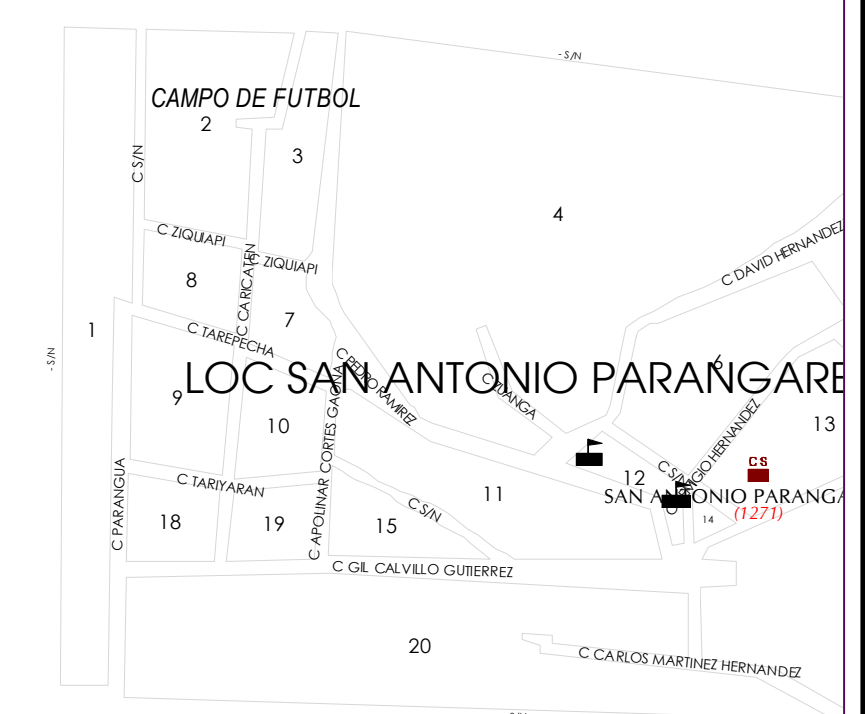 - S/N
CAMPO DE FUTBOL
2
C S/N
3
4
C ZIQUIAPI
C ZIQUIAPI
C DAVID HERNANDEZ
8
C CARICATEN
7
1
C TAREPECHA
- S/N
C PEDRO RAMIREZ
6
LOC SAN ANTONIO PARANGARE
9
C ZUANGA
C APOLINAR CORTES GAONA
10
13
C S/N
CS
C TARIYARAN
11
12
SAN ANTONIO PARANGA
(1271)
C PARANGUA
18
19
15
C S/N
14
C GIL CALVILLO GUTIERREZ
20
C CARLOS MARTINEZ HERNANDEZ